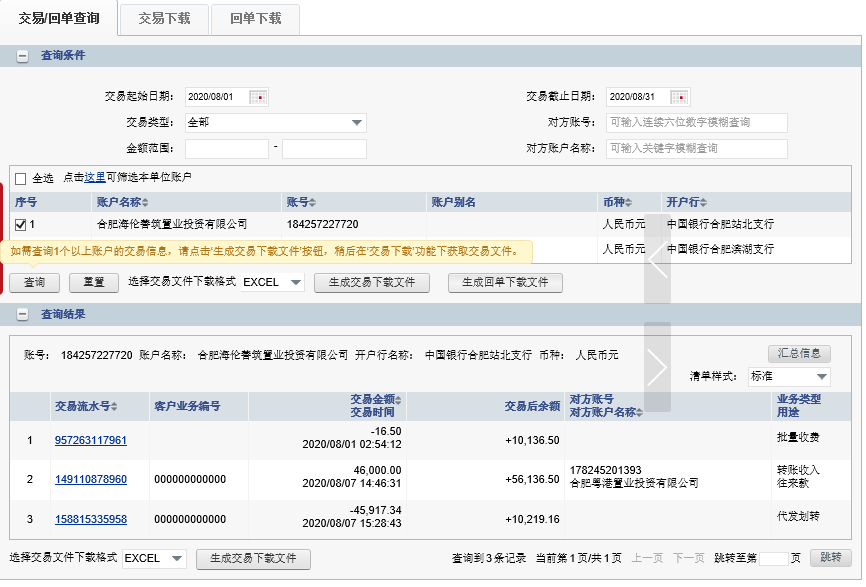 交易/回单查询 交易下载 回单下载
查询条件
交易起始日期： 2020/08/01 交易截止日期： 2020/08/31
交易类型： 全部 对方账号： 可输入连续六位数字模糊查询
金额范围： - 对方账户名称： 可输入关键字模糊查询
全选 点击这里可筛选本单位账户
序号 账户名称 账号 账户别名 币种 开户行
1 合肥海伦善筑置业投资有限公司 184257227720 人民币元 中国银行合肥站北支行
如需查询1个以上账户的交易信息，请点击'生成交易下载文件'按钮，稍后在'交易下载'功能下获取交易文件。 人民币元 中国银行合肥滨湖支行
查询 重置 选择交易文件下载格式 EXCEL 生成交易下载文件 生成回单下载文件
查询结果
账号： 184257227720 账户名称： 合肥海伦善筑置业投资有限公司 开户行名称： 中国银行合肥站北支行 币种： 人民币元 汇总信息
清单样式： 标准
交易流水号 客户业务编号 交易金额 交易后余额 对方账号 业务类型
交易时间 对方账户名称 用途
1 957263117961 -16.50 +10,136.50 批量收费
2020/08/01 02:54:12
2 149110878960 000000000000 46,000.00 +56,136.50 178245201393 转账收入
2020/08/07 14:46:31 合肥粤港置业投资有限公司 往来款
3 158815335958 000000000000 -45,917.34 +10,219.16 代发划转
2020/08/07 15:28:43
选择交易文件下载格式 EXCEL 生成交易下载文件 查询到3条记录 当前第1页/共1页 上一页 下一页 跳转至第 页 跳转